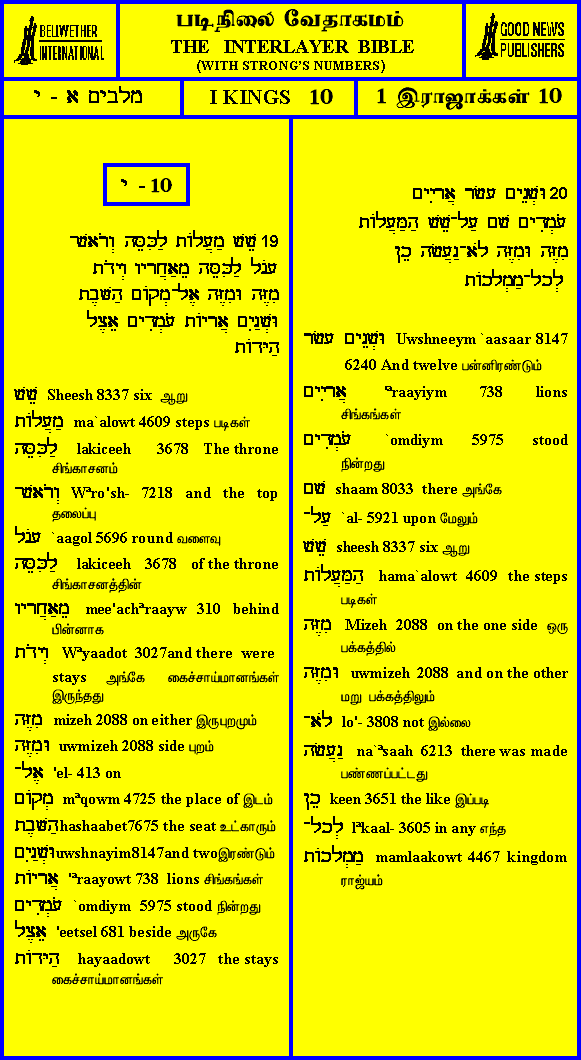 BELLWETHER
INTERNATIONAL
படிநிலை வேதாகமம்
THE INTERLAYER BIBLE
(WITH STRONG'S NUMBERS)
GOOD NEWS
PUBLISHERS
מלכים א - י
I KINGS 10
1 இராஜாக்கள் 10
10 - י
19 שֵׁשׁ מַעֲלוֹת לַכִּסֵּה וְרֹאשׁ־
עָגֹל לַכִּסֵּה מֵאַחֲרָיו וְיָדֹת
מִזֶּה וּמִזֶּה אֶל־מְקוֹם הַשָּׁבֶת
וּשְׁנַיִם אֲרָיוֹת עֹמְדִים אֵצֶל
הַיָּדוֹת
שֵׁשׁ Sheesh 8337 six ஆறு
מַעֲלוֹת ma`alowt 4609 steps படிகள்
לַכִּסֵּה lakiceeh 3678 The throne
சிங்காசனம்
וְרֹאשׁ־ Wªro'sh- 7218 and the top
தலைப்பு
עָגֹל `aagol 5696 round வளைவு
לַכִּסֵּה lakiceeh 3678 of the throne
சிங்காசனத்தின்
מֵאַחֲרָיו mee'achªraayw 310 behind
பின்னாக
וְיָדֹת Wªyaadot 3027and there were
stays அங்கே கைச்சாய்மானங்கள்
இருந்தது
מִזֶּה mizeh 2088 on either இருபுறமும்
וּמִזֶּה uwmizeh 2088 side புறம்
אֶל־ 'el- 413 on
מְקוֹם mªqowm 4725 the place of இடம்
הַשָּׁבֶת hashaabet7675 the seat உட்காரும்
וּשְׁנַיִם uwshnayim8147and twoஇரண்டும்
אֲרָיוֹת 'ªraayowt 738 lions சிங்கங்கள்
עֹמְדִים `omdiym 5975 stood நின்றது
אֵצֶל 'eetsel 681 beside அருகே
הַיָּדוֹת hayaadowt 3027 the stays
கைச்சாய்மானங்கள்
20 וּשְׁנֵים עָשָׂר אֲרָיִים
עֹמְדִים שָׁם עַל־שֵׁשׁ הַמַּעֲלוֹת
מִזֶּה וּמִזֶּה לֹא־נַעֲשָׂה כֵן
לְכָל־מַמְלָכוֹת
וּשְׁנֵים עָשָׂר Uwshneeym `aasaar 8147
6240 And twelve பன்னிரண்டும்
אֲרָיִים 'ªraayiym 738 lions
சிங்கங்கள்
עֹמְדִים `omdiym 5975 stood
நின்றது
שָׁם shaam 8033 there அங்கே
עַל־ `al- 5921 upon மேலும்
שֵׁשׁ sheesh 8337 six ஆறு
הַמַּעֲלוֹת hama`alowt 4609 the steps
படிகள்
מִזֶּה Mizeh 2088 on the one side ஒரு
பக்கத்தில்
וּמִזֶּה uwmizeh 2088 and on the other
மறு பக்கத்திலும்
לֹא־ lo'- 3808 not இல்லை
נַעֲשָׂה na`ªsaah 6213 there was made
பண்ணப்பட்டது
כֵן keen 3651 the like இப்படி
לְכָל־ lªkaal- 3605 in any எந்த
מַמְלָכוֹת mamlaakowt 4467 kingdom
ராஜ்யம்